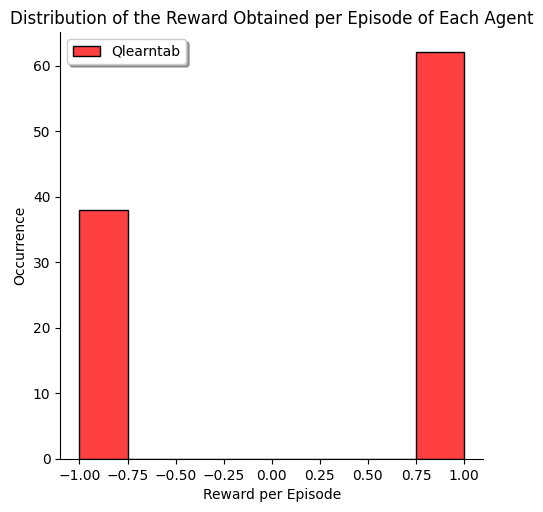 Distribution of the Reward Obtained per Episode of Each Agent
Qlearntab
60
50
40
30
20
10
0
Occurrence
−1.00 −0.75 −0.50 −0.25 0.00 0.25 0.50 0.75 1.00
Reward per Episode